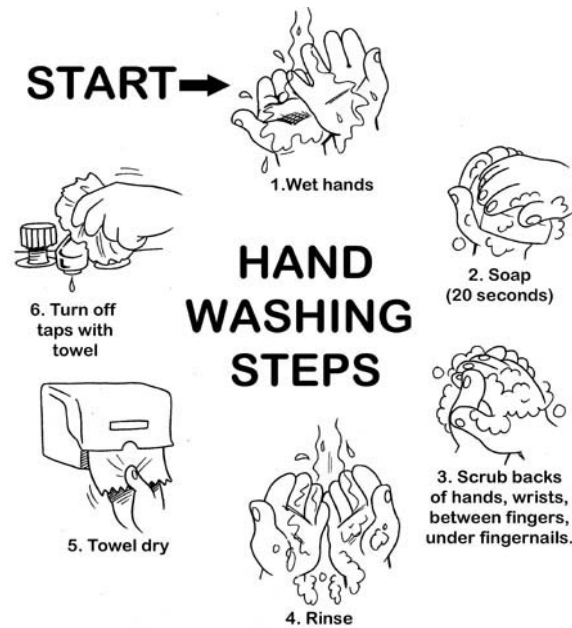 START
1.Wet hands
2. Soap
(20 seconds)
3. Scrub backs
of hands, wrists,
between fingers,
under fingernails.
4. Rinse
5. Towel dry
6. Turn off
taps with
towel
HAND
WASHING
STEPS